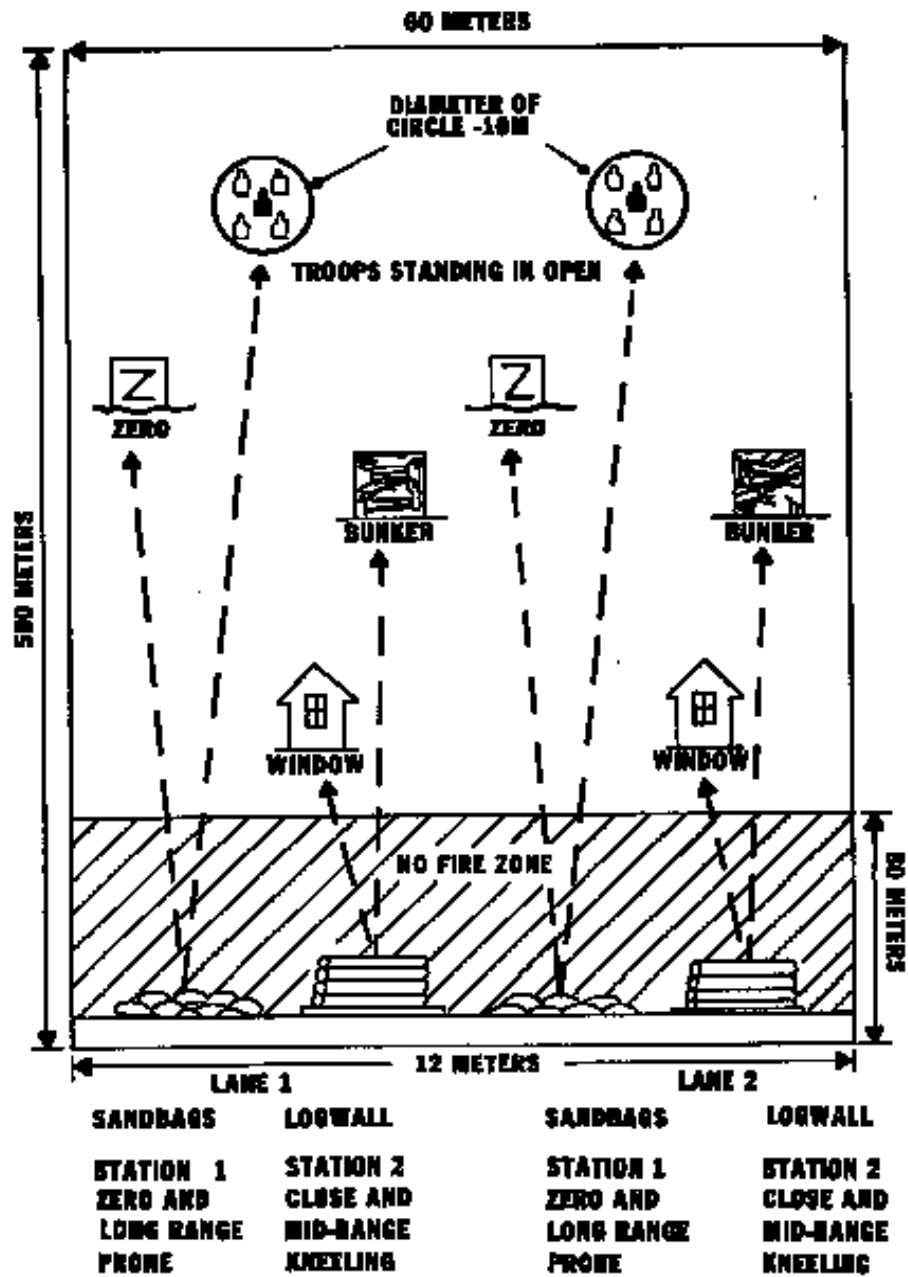 60 METERS
DIAMETER OF
CIRCLE -10M
TROOPS STANDING IN OPEN
Z
ZERO
Z
ZERO
BUNKER
BUNKER
500 METERS
WINDOW
WINDOW
NO FIRE ZONE
80 METERS
12 METERS
LANE 1
LANE 2
SANDBAGS
LOGWALL
SANDBAGS
LOGWALL
STATION 1
ZERO AND
LONG RANGE
PRONE
STATION 2
CLOSE AND
MID-RANGE
KNEELING
STATION 1
ZERO AND
LONG RANGE
PRONE
STATION 2
CLOSE AND
MID-RANGE
KNEELING